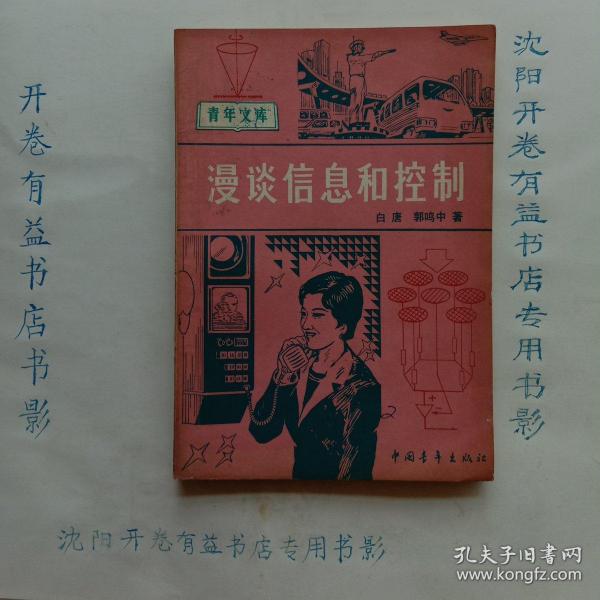 青年文库
漫谈信息和控制
白唐 郭鸣中 著
中国青年出版社
开卷有益书店书影
沈阳开卷有益书店专用书影
沈阳开卷有益书店专用书影
孔夫子旧书网
www.kongfz.com